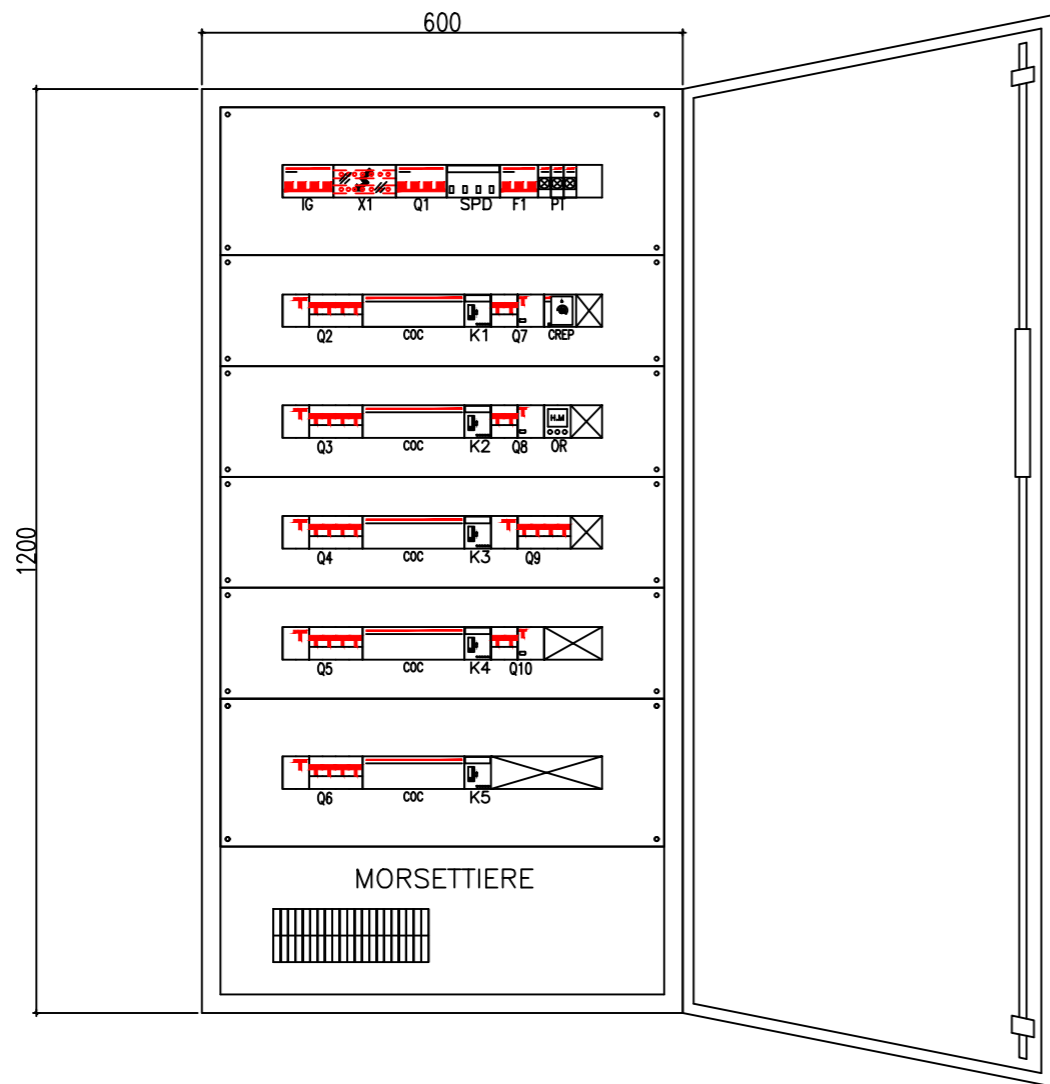 600
1200
IG X1 Q1 SPD F1 PT
Q2 COC K1 Q7 CREP
H.M
Q3 COC K2 Q8 OR
Q4 COC K3 Q9
Q5 COC K4 Q10
Q6 COC K5
MORSETTIERE